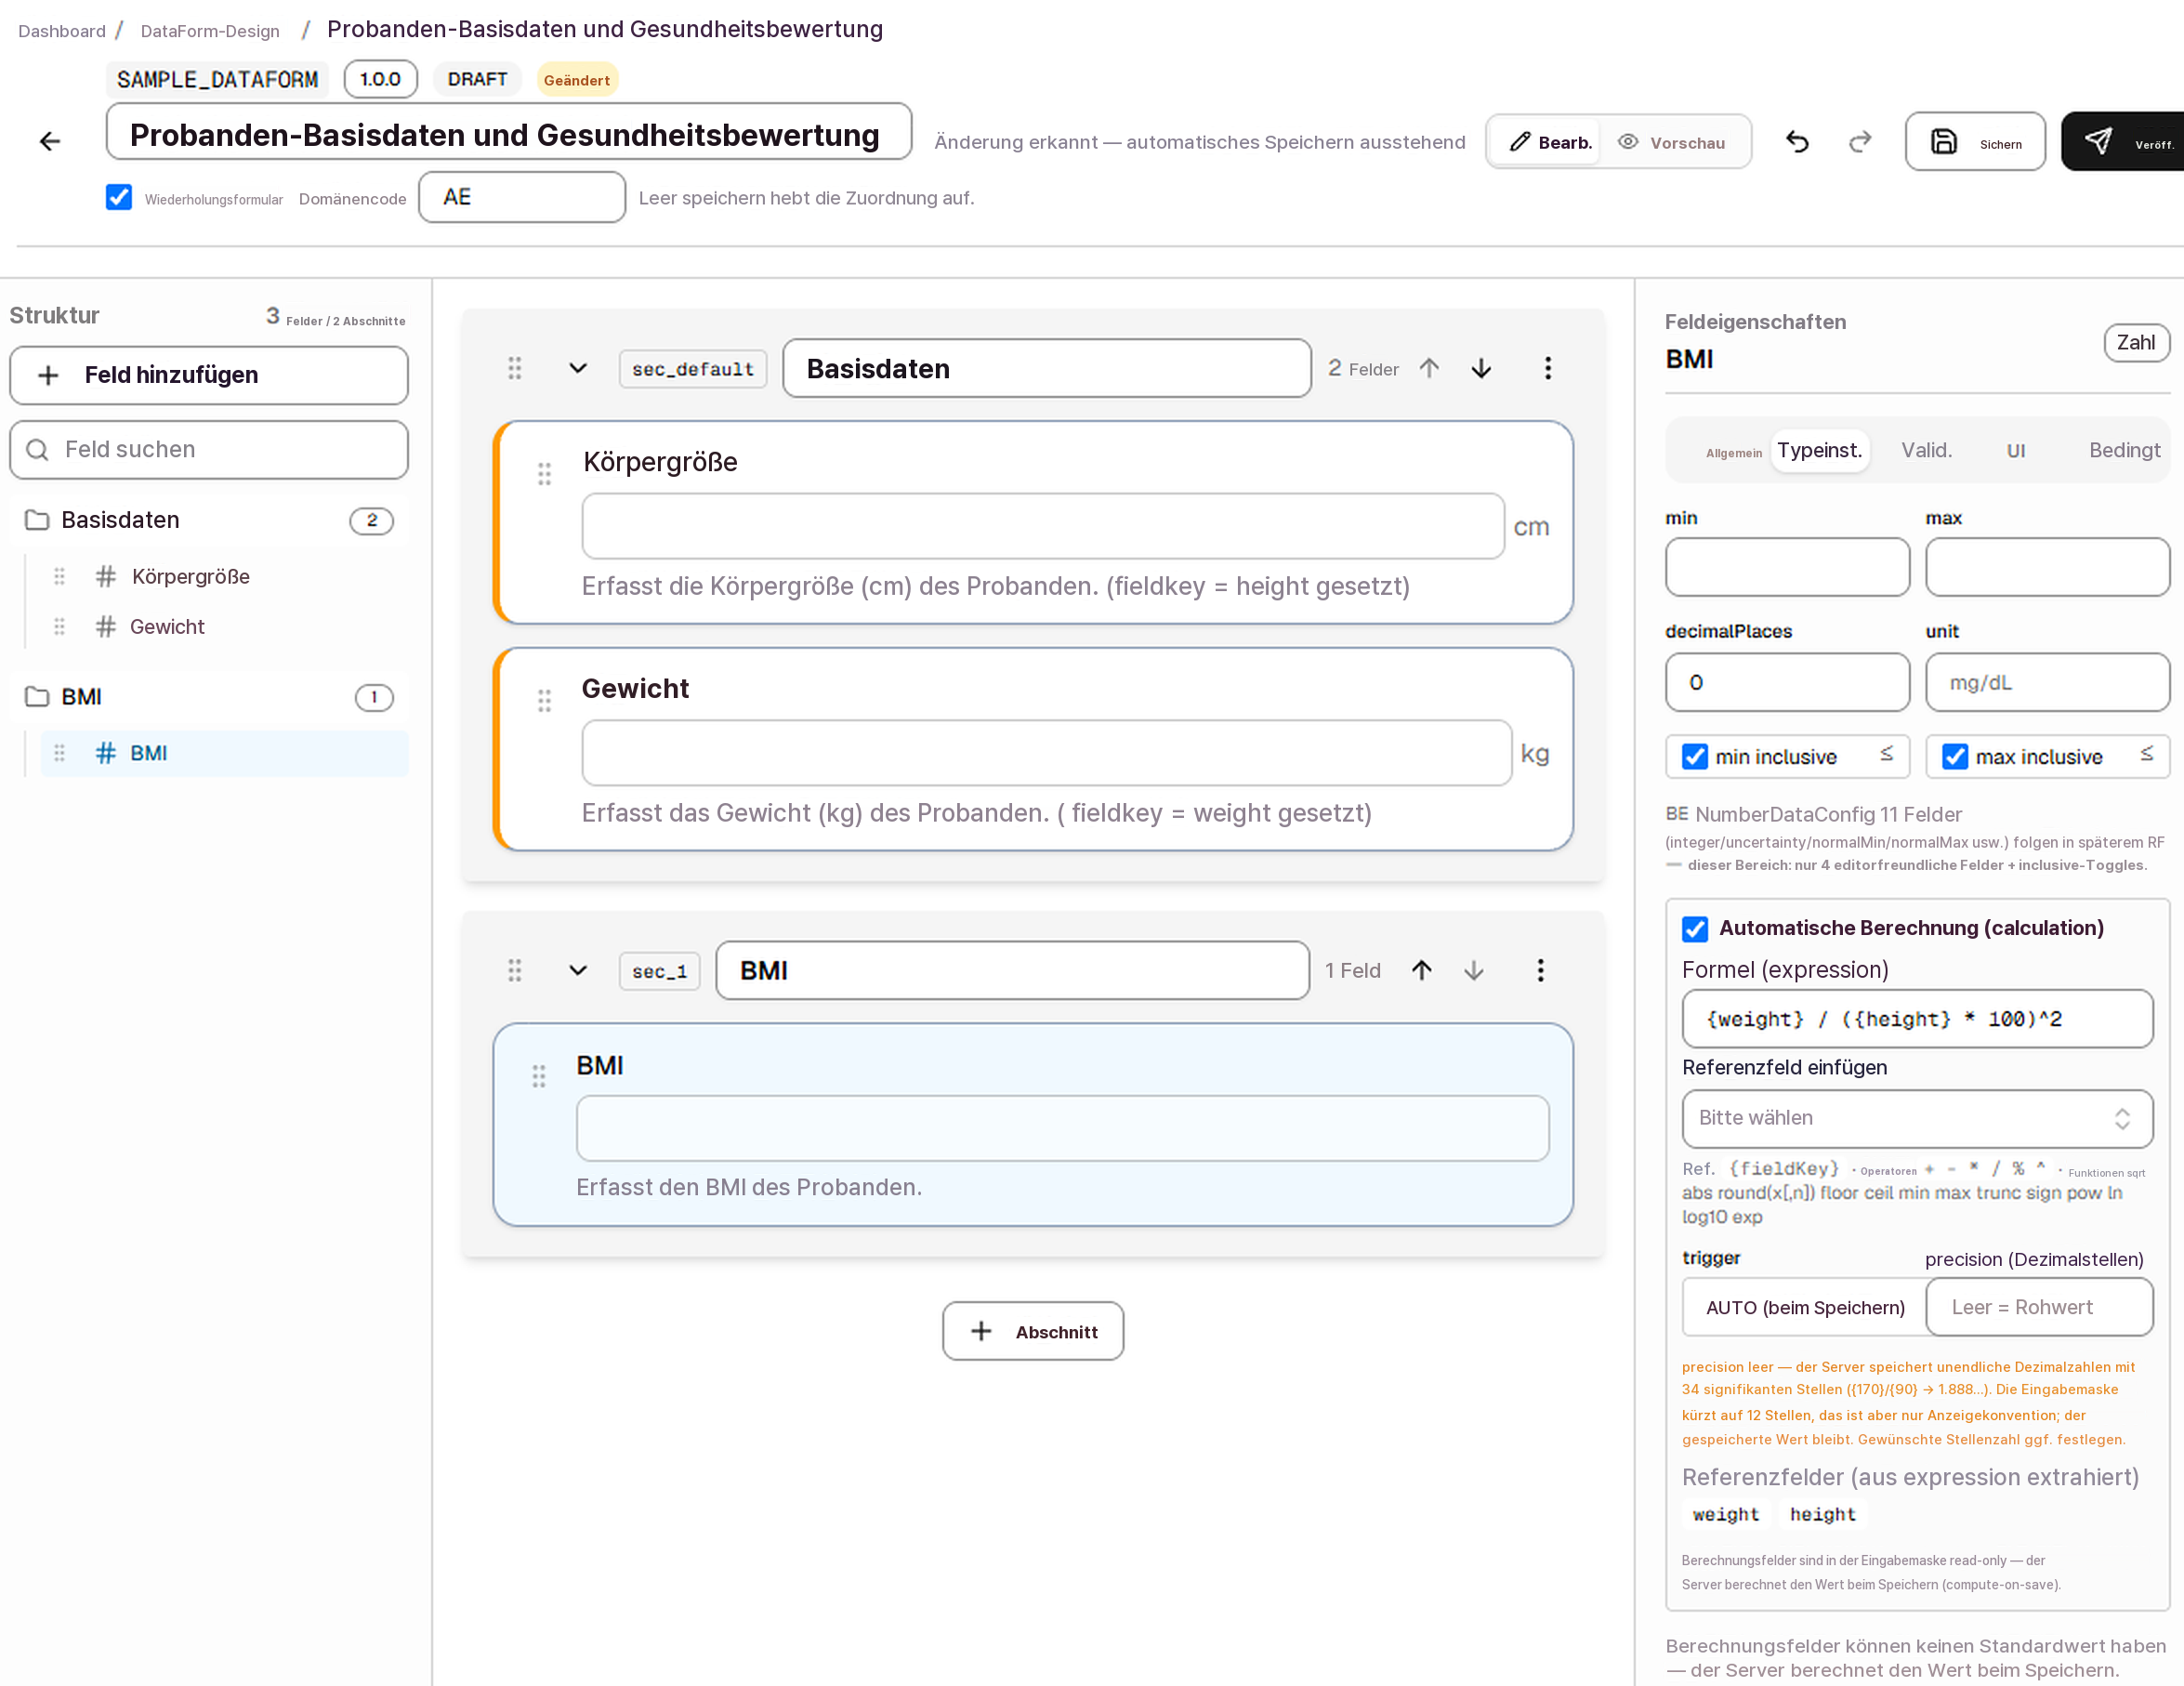 Dashboard / DataForm-Design / Probanden-Basisdaten und Gesundheitsbewertung
SAMPLE_DATAFORM 1.0.0 DRAFT Geändert
Probanden-Basisdaten und Gesundheitsbewertung
Änderung erkannt — automatisches Speichern ausstehend
Bearb. Vorschau
Sichern
Veröff.
Wiederholungsformular Domänencode AE Leer speichern hebt die Zuordnung auf.
Struktur 3 Felder / 2 Abschnitte
+ Feld hinzufügen
Feld suchen
Basisdaten 2
# Körpergröße
# Gewicht
BMI 1
# BMI
sec_default Basisdaten 2 Felder
Körpergröße
cm
Erfasst die Körpergröße (cm) des Probanden. (fieldkey = height gesetzt)
Gewicht
kg
Erfasst das Gewicht (kg) des Probanden. ( fieldkey = weight gesetzt)
sec_1 BMI 1 Feld
BMI
Erfasst den BMI des Probanden.
+ Abschnitt
Feldeigenschaften
BMI
Zahl
Allgemein Typeinst. Valid. UI Bedingt
min max
decimalPlaces unit
0 mg/dL
min inclusive ≤ max inclusive ≤
BE NumberDataConfig 11 Felder
(integer/uncertainty/normalMin/normalMax usw.) folgen in späterem RF
— dieser Bereich: nur 4 editorfreundliche Felder + inclusive-Toggles.
Automatische Berechnung (calculation)
Formel (expression)
{weight} / ({height} * 100)^2
Referenzfeld einfügen
Bitte wählen
Ref. {fieldKey} · Operatoren + - * / % ^ · Funktionen sqrt
abs round(x[,n]) floor ceil min max trunc sign pow ln
log10 exp
trigger precision (Dezimalstellen)
AUTO (beim Speichern) Leer = Rohwert
precision leer — der Server speichert unendliche Dezimalzahlen mit
34 signifikanten Stellen ({170}/{90} → 1.888…). Die Eingabemaske
kürzt auf 12 Stellen, das ist aber nur Anzeigekonvention; der
gespeicherte Wert bleibt. Gewünschte Stellenzahl ggf. festlegen.
Referenzfelder (aus expression extrahiert)
weight height
Berechnungsfelder sind in der Eingabemaske read-only — der
Server berechnet den Wert beim Speichern (compute-on-save).
Berechnungsfelder können keinen Standardwert haben
— der Server berechnet den Wert beim Speichern.